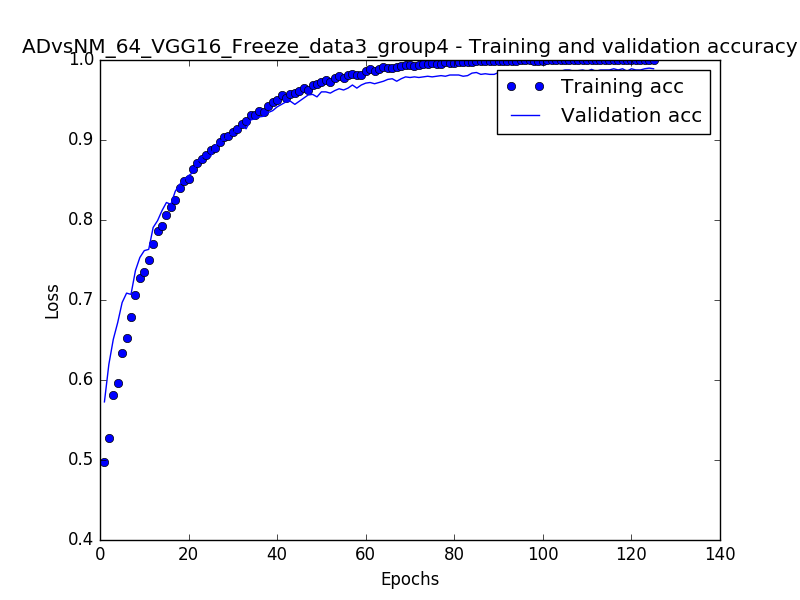 ADvsNM_64_VGG16_Freeze_data3_group4 - Training and validation accuracy
1.0
0.9
0.8
0.7
0.6
0.5
0.4
Loss
Training acc
Validation acc
0 20 40 60 80 100 120 140
Epochs